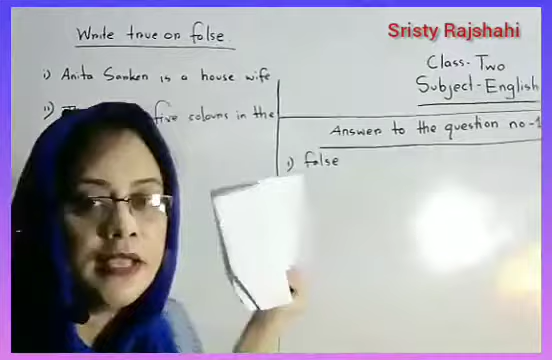 Sristy Rajshahi
Write true or false.
i) Anita Sarker is a house wife
ii) five colours in the
Class-Two
Subject-English
Answer to the question no-1
i) false